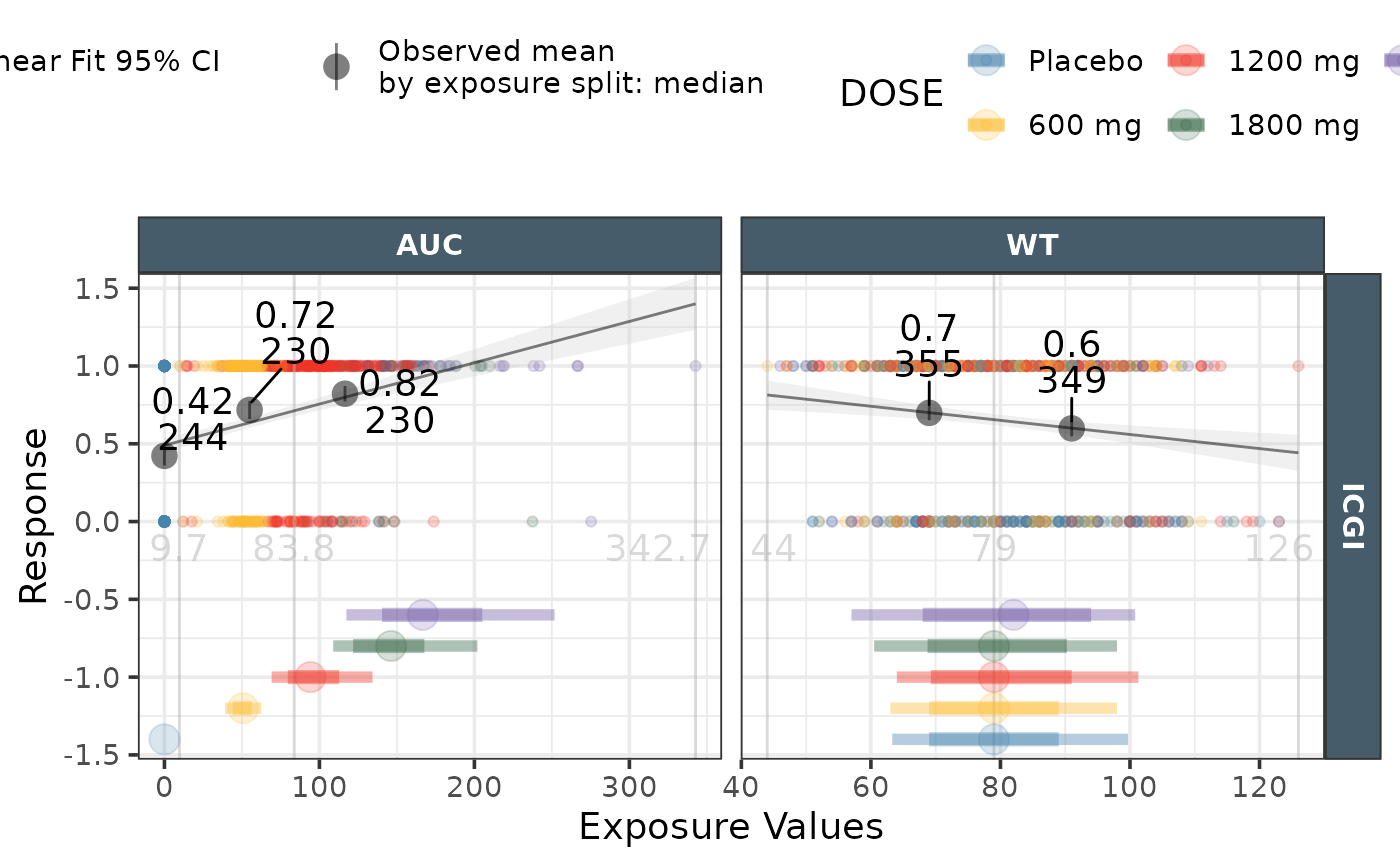 near Fit 95% CI
Observed mean
by exposure split: median
DOSE
Placebo
1200 mg
600 mg
1800 mg
AUC
WT
ICGI
Response
1.5
1.0
0.5
0.0
-0.5
-1.0
-1.5
0.72
230
0.42
244
0.82
230
0.7
355
0.6
349
9.7
83.8
342.7
44
79
126
0
100
200
300
40
60
80
100
120
Exposure Values